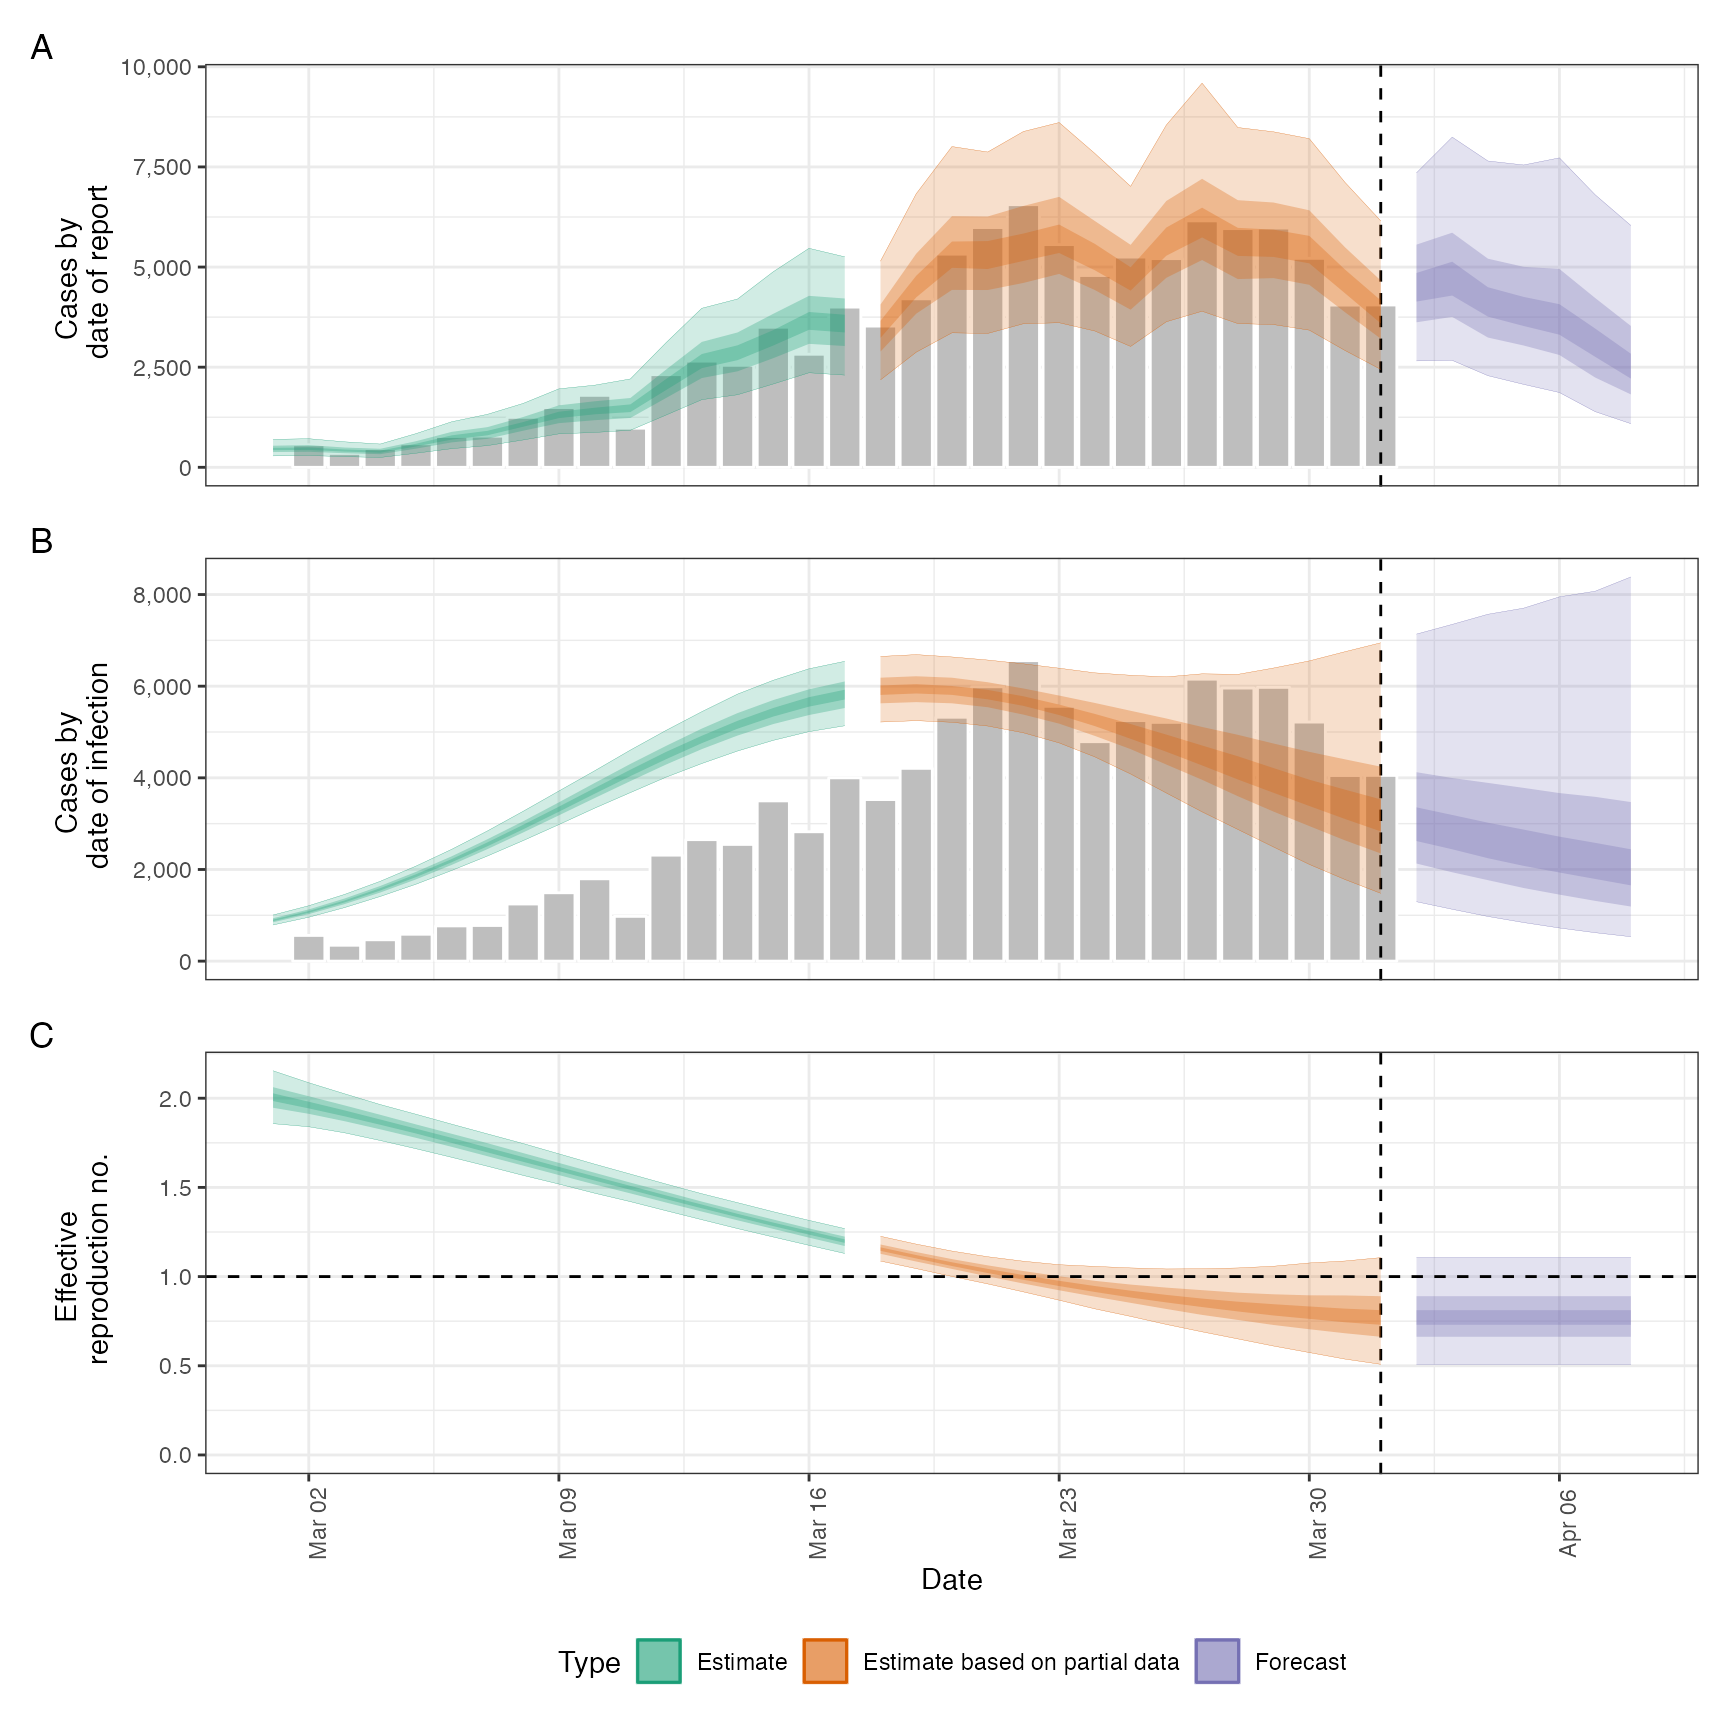 A
Cases by
date of report
10,000
7,500
5,000
2,500
0
B
Cases by
date of infection
8,000
6,000
4,000
2,000
0
C
Effective
reproduction no.
2.0
1.5
1.0
0.5
0.0
Mar 02
Mar 09
Mar 16
Mar 23
Mar 30
Apr 06
Date
Type
Estimate
Estimate based on partial data
Forecast